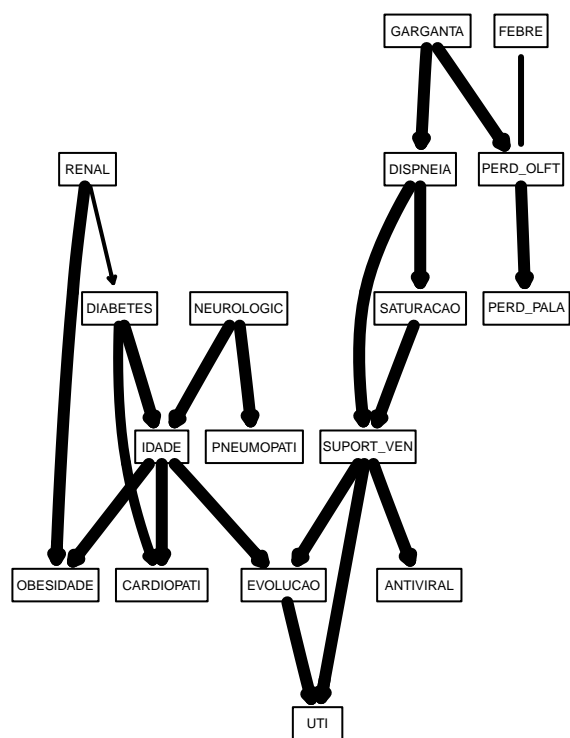 GARGANTA
FEBRE
RENAL
DISPNEIA
PERD_OLFT
DIABETES
NEUROLOGIC
SATURACAO
PERD_PALA
IDADE
PNEUMOPATI
SUPORT_VEN
OBESIDADE
CARDIOPATI
EVOLUCAO
ANTIVIRAL
UTI